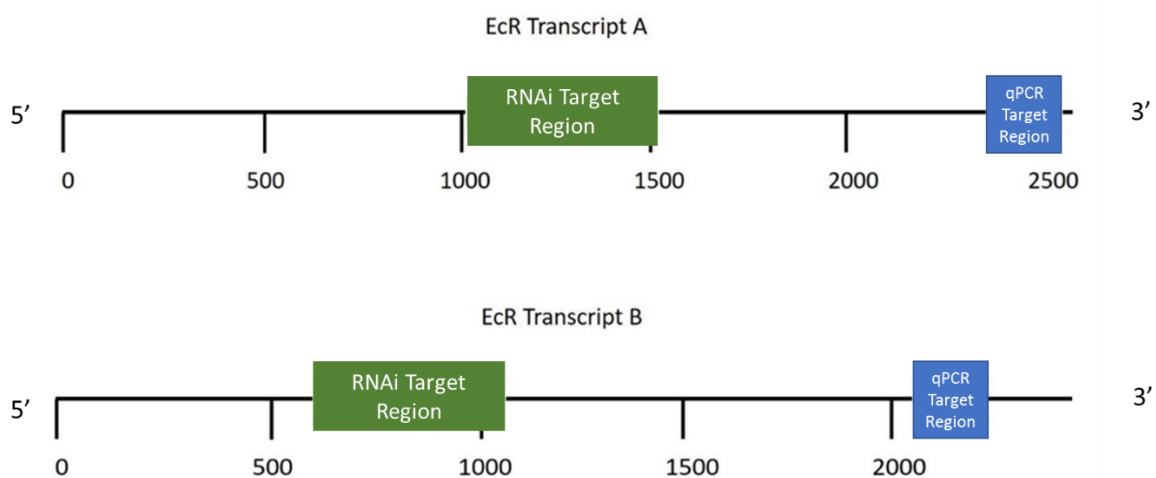 EcR Transcript A
5’
RNAi Target
Region
qPCR
Target
Region
3’
0
500
1000
1500
2000
2500
EcR Transcript B
5’
RNAi Target
Region
qPCR
Target
Region
3’
0
500
1000
1500
2000